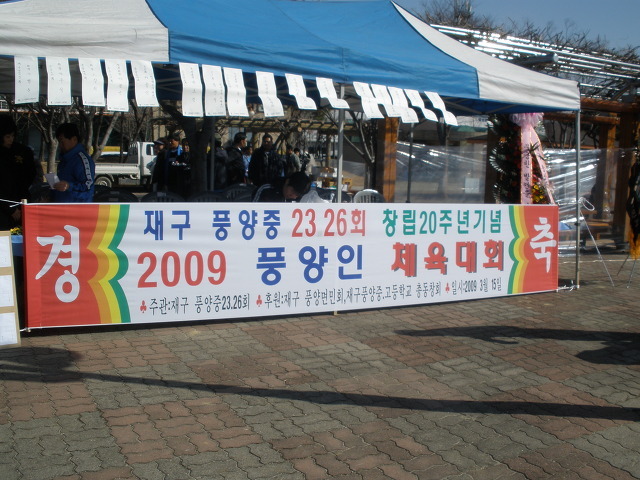 경 축
재구 풍양중 23 26회 창립20주년기념
2009 풍양인 체육대회
♣주관:재구 풍양중23.26회 ♣후원:재구 풍양면민회,재구풍양중.고등학교 총동창회 ♣일시:2009 3월 15일